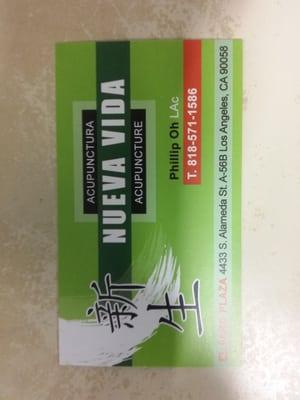 ACUPUNCTURA
NUEVA VIDA
ACUPUNCTURE
新生
Phillip Oh LAc
T. 818-571-1586
PLAZA 4433 S. Alameda St. A-56B Los Angeles, CA 90058